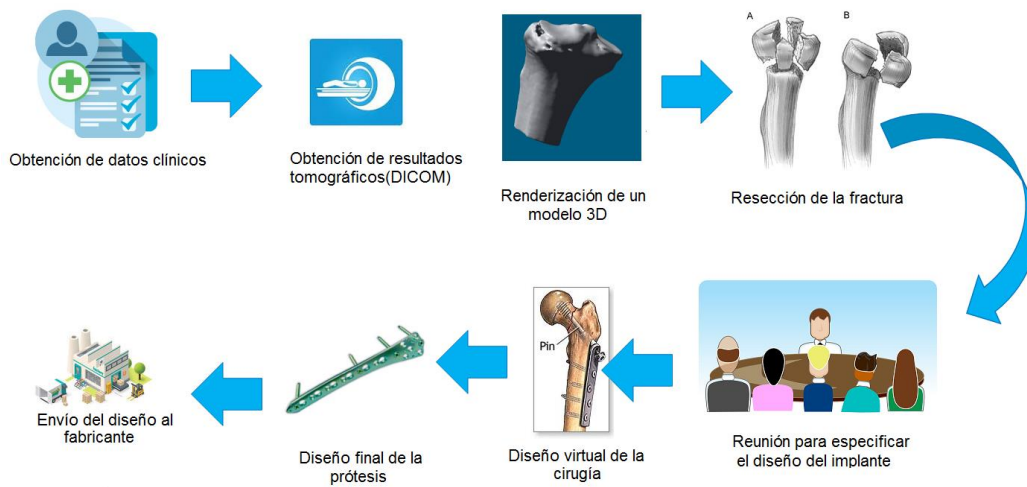 Obtención de datos clínicos
Obtención de resultados
tomográficos(DICOM)
Renderización de un
modelo 3D
A
B
Resección de la fractura
Reunión para especificar
el diseño del implante
Pin
Diseño virtual de la
cirugía
Diseño final de la
prótesis
Envío del diseño al
fabricante